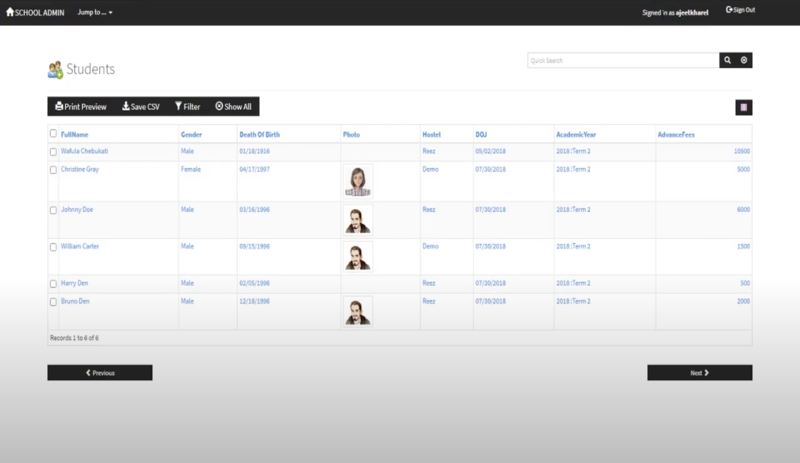 SCHOOL ADMIN Jump to ... Signed in as ajeetkharel Sign Out
Students
Quick Search
Print Preview Save CSV Filter Show All
FullName Gender Death Of Birth Photo Hostel DOJ AcademicYear AdvanceFees
Wafula Chebukati Male 01/18/1916 Reez 05/02/2018 2018 :Term 2 10500
Christine Gray Female 04/17/1997 Demo 07/30/2018 2018 :Term 2 5000
Johnny Doe Male 03/16/1996 Reez 07/30/2018 2018 :Term 2 6000
William Carter Male 09/15/1996 Demo 07/30/2018 2018 :Term 2 1500
Harry Den Male 02/05/1996 Reez 07/30/2018 2018 :Term 2 500
Bruno Den Male 12/18/1996 Reez 07/30/2018 2018 :Term 2 2000
Records 1 to 6 of 6
Previous Next